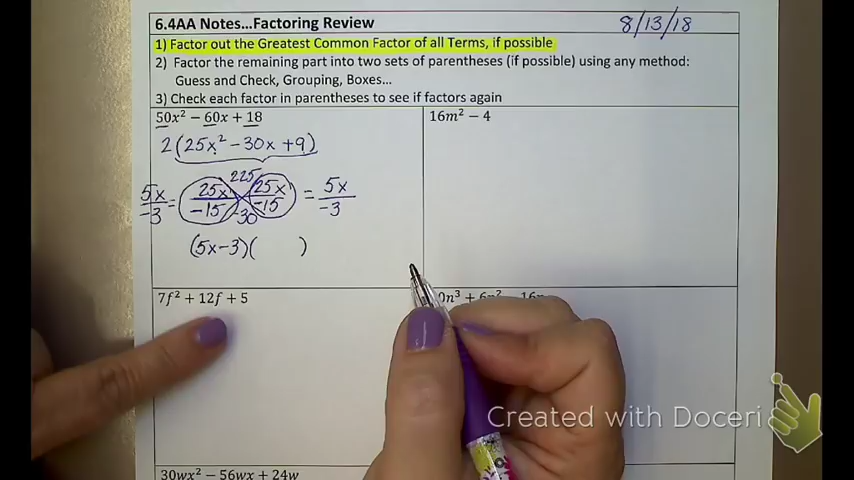 6.4AA Notes...Factoring Review
8/13/18
1) Factor out the Greatest Common Factor of all Terms, if possible
2) Factor the remaining part into two sets of parentheses (if possible) using any method:
Guess and Check, Grouping, Boxes...
3) Check each factor in parentheses to see if factors again
50x² − 60x + 18
2(25x² −30x +9)
225
5x/−3 = 25x/−15 25x/−15 = 5x/−3
−30
(5x−3)( )
16m² − 4
7f² + 12f + 5
0n³ + 6n² − 16n
30wx² − 56wx + 24w
Created with Doceri